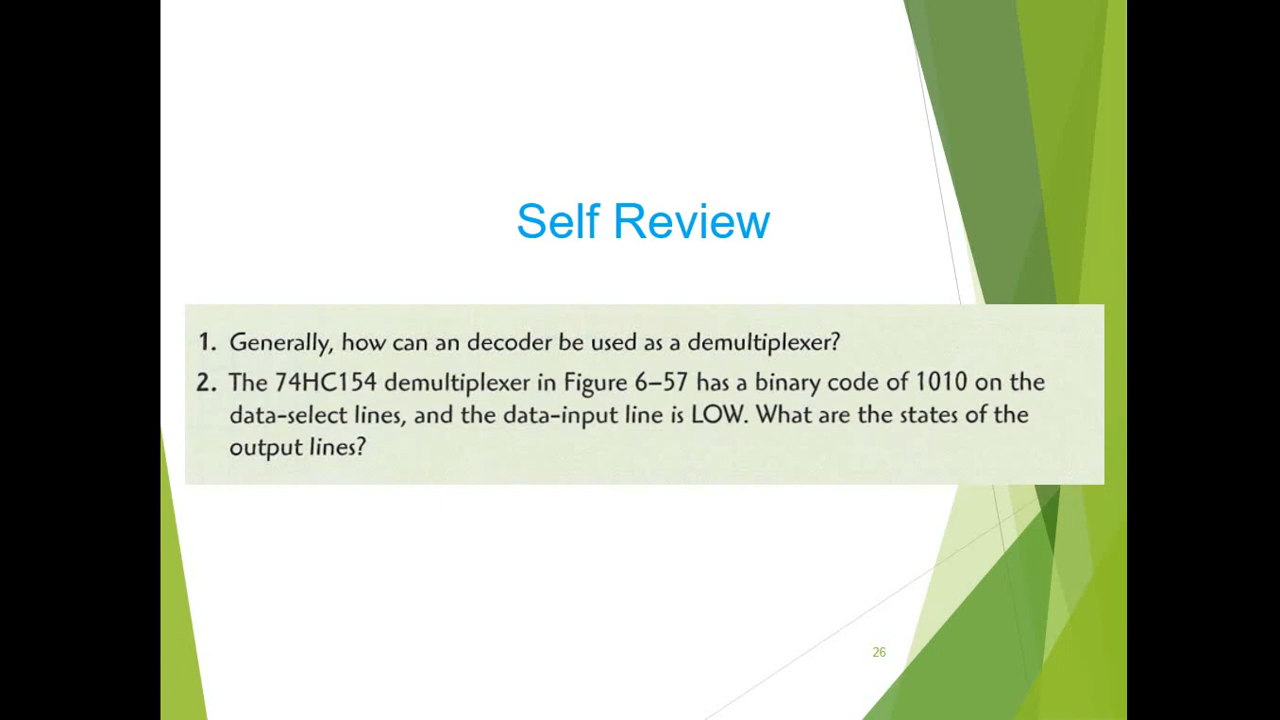 Self Review
1. Generally, how can an decoder be used as a demultiplexer?
2. The 74HC154 demultiplexer in Figure 6–57 has a binary code of 1010 on the
data-select lines, and the data-input line is LOW. What are the states of the
output lines?
26